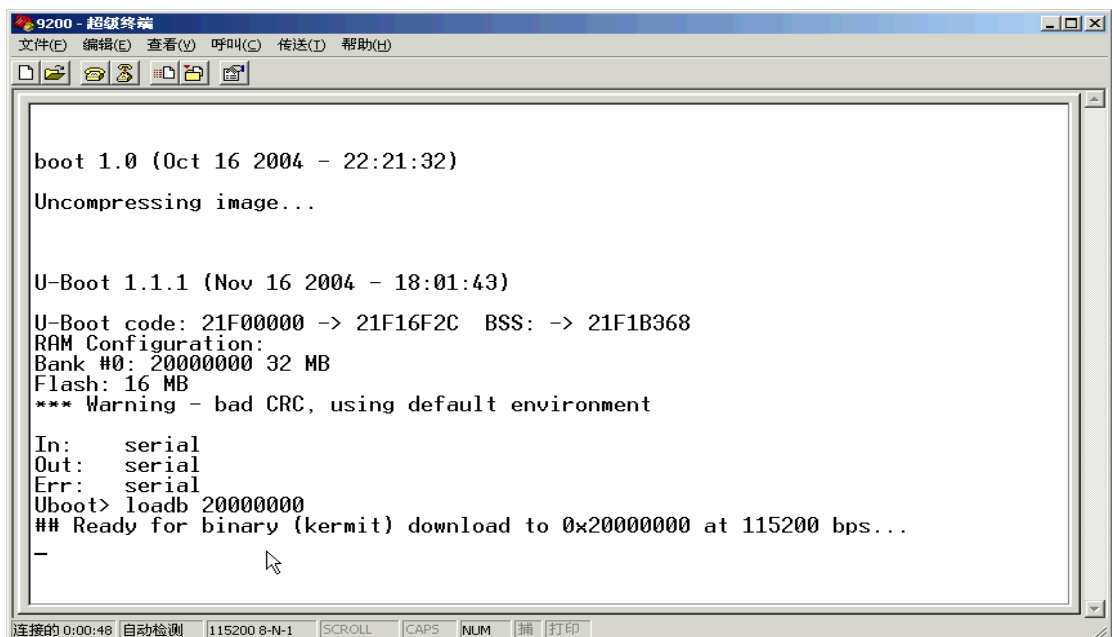 9200 - 超级终端
文件(F) 编辑(E) 查看(V) 呼叫(C) 传送(T) 帮助(H)
boot 1.0 (Oct 16 2004 - 22:21:32)
Uncompressing image...
U-Boot 1.1.1 (Nov 16 2004 - 18:01:43)
U-Boot code: 21F00000 -> 21F16F2C  BSS: -> 21F1B368
RAM Configuration:
Bank #0: 20000000 32 MB
Flash: 16 MB
*** Warning - bad CRC, using default environment
In:    serial
Out:   serial
Err:   serial
Uboot> loadb 20000000
## Ready for binary (kermit) download to 0x20000000 at 115200 bps...
连接的 0:00:48 自动检测 115200 8-N-1 SCROLL CAPS NUM 捕 打印